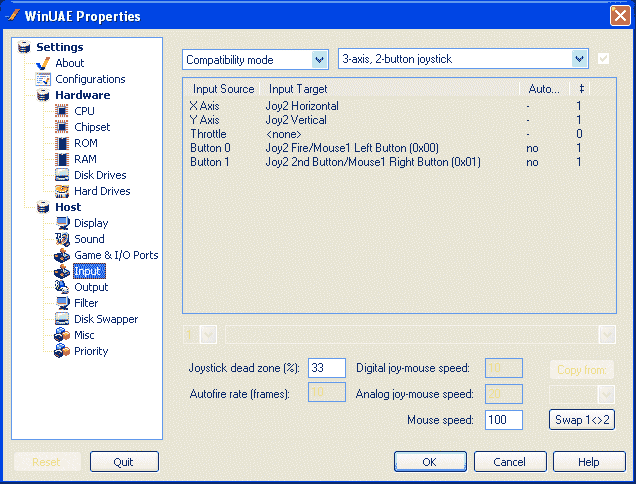 WinUAE Properties
Settings
About
Configurations
Hardware
CPU
Chipset
ROM
RAM
Disk Drives
Hard Drives
Host
Display
Sound
Game & I/O Ports
Input
Output
Filter
Disk Swapper
Misc
Priority
Compatibility mode
3-axis, 2-button joystick
Input Source Input Target Auto... ‡
X Axis Joy2 Horizontal - 1
Y Axis Joy2 Vertical - 1
Throttle <none> - 0
Button 0 Joy2 Fire/Mouse1 Left Button (0x00) no 1
Button 1 Joy2 2nd Button/Mouse1 Right Button (0x01) no 1
1
Joystick dead zone (%): 33 Digital joy-mouse speed: 10 Copy from:
Autofire rate (frames): 10 Analog joy-mouse speed: 20
Mouse speed: 100 Swap 1<>2
Reset Quit OK Cancel Help